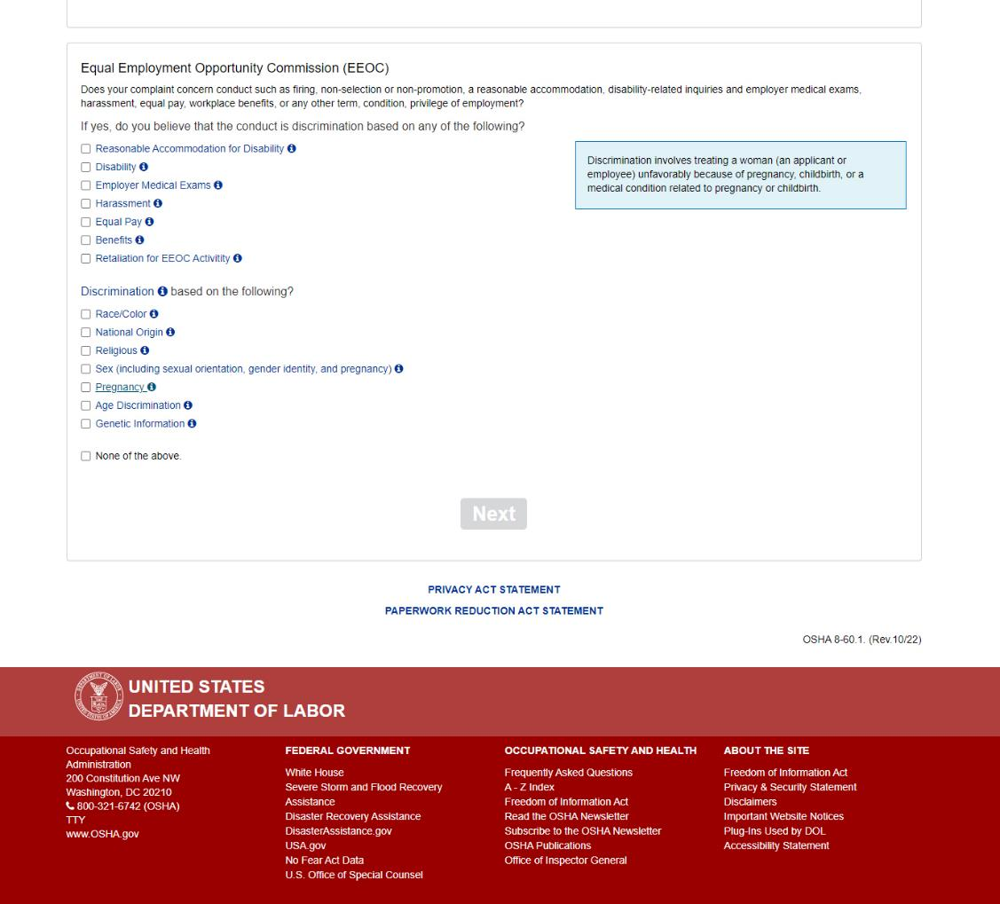 Equal Employment Opportunity Commission (EEOC)
Does your complaint concern conduct such as firing, non-selection or non-promotion, a reasonable accommodation, disability-related inquiries and employer medical exams,
harassment, equal pay, workplace benefits, or any other term, condition, privilege of employment?
If yes, do you believe that the conduct is discrimination based on any of the following?
Reasonable Accommodation for Disability
Disability
Employer Medical Exams
Harassment
Equal Pay
Benefits
Retaliation for EEOC Activitity
Discrimination involves treating a woman (an applicant or
employee) unfavorably because of pregnancy, childbirth, or a
medical condition related to pregnancy or childbirth.
Discrimination based on the following?
Race/Color
National Origin
Religious
Sex (including sexual orientation, gender identity, and pregnancy)
Pregnancy
Age Discrimination
Genetic Information
None of the above.
Next
PRIVACY ACT STATEMENT
PAPERWORK REDUCTION ACT STATEMENT
OSHA 8-60.1. (Rev.10/22)
UNITED STATES
DEPARTMENT OF LABOR
Occupational Safety and Health
Administration
200 Constitution Ave NW
Washington, DC 20210
800-321-6742 (OSHA)
TTY
www.OSHA.gov
FEDERAL GOVERNMENT
White House
Severe Storm and Flood Recovery
Assistance
Disaster Recovery Assistance
DisasterAssistance.gov
USA.gov
No Fear Act Data
U.S. Office of Special Counsel
OCCUPATIONAL SAFETY AND HEALTH
Frequently Asked Questions
A - Z Index
Freedom of Information Act
Read the OSHA Newsletter
Subscribe to the OSHA Newsletter
OSHA Publications
Office of Inspector General
ABOUT THE SITE
Freedom of Information Act
Privacy & Security Statement
Disclaimers
Important Website Notices
Plug-Ins Used by DOL
Accessibility Statement